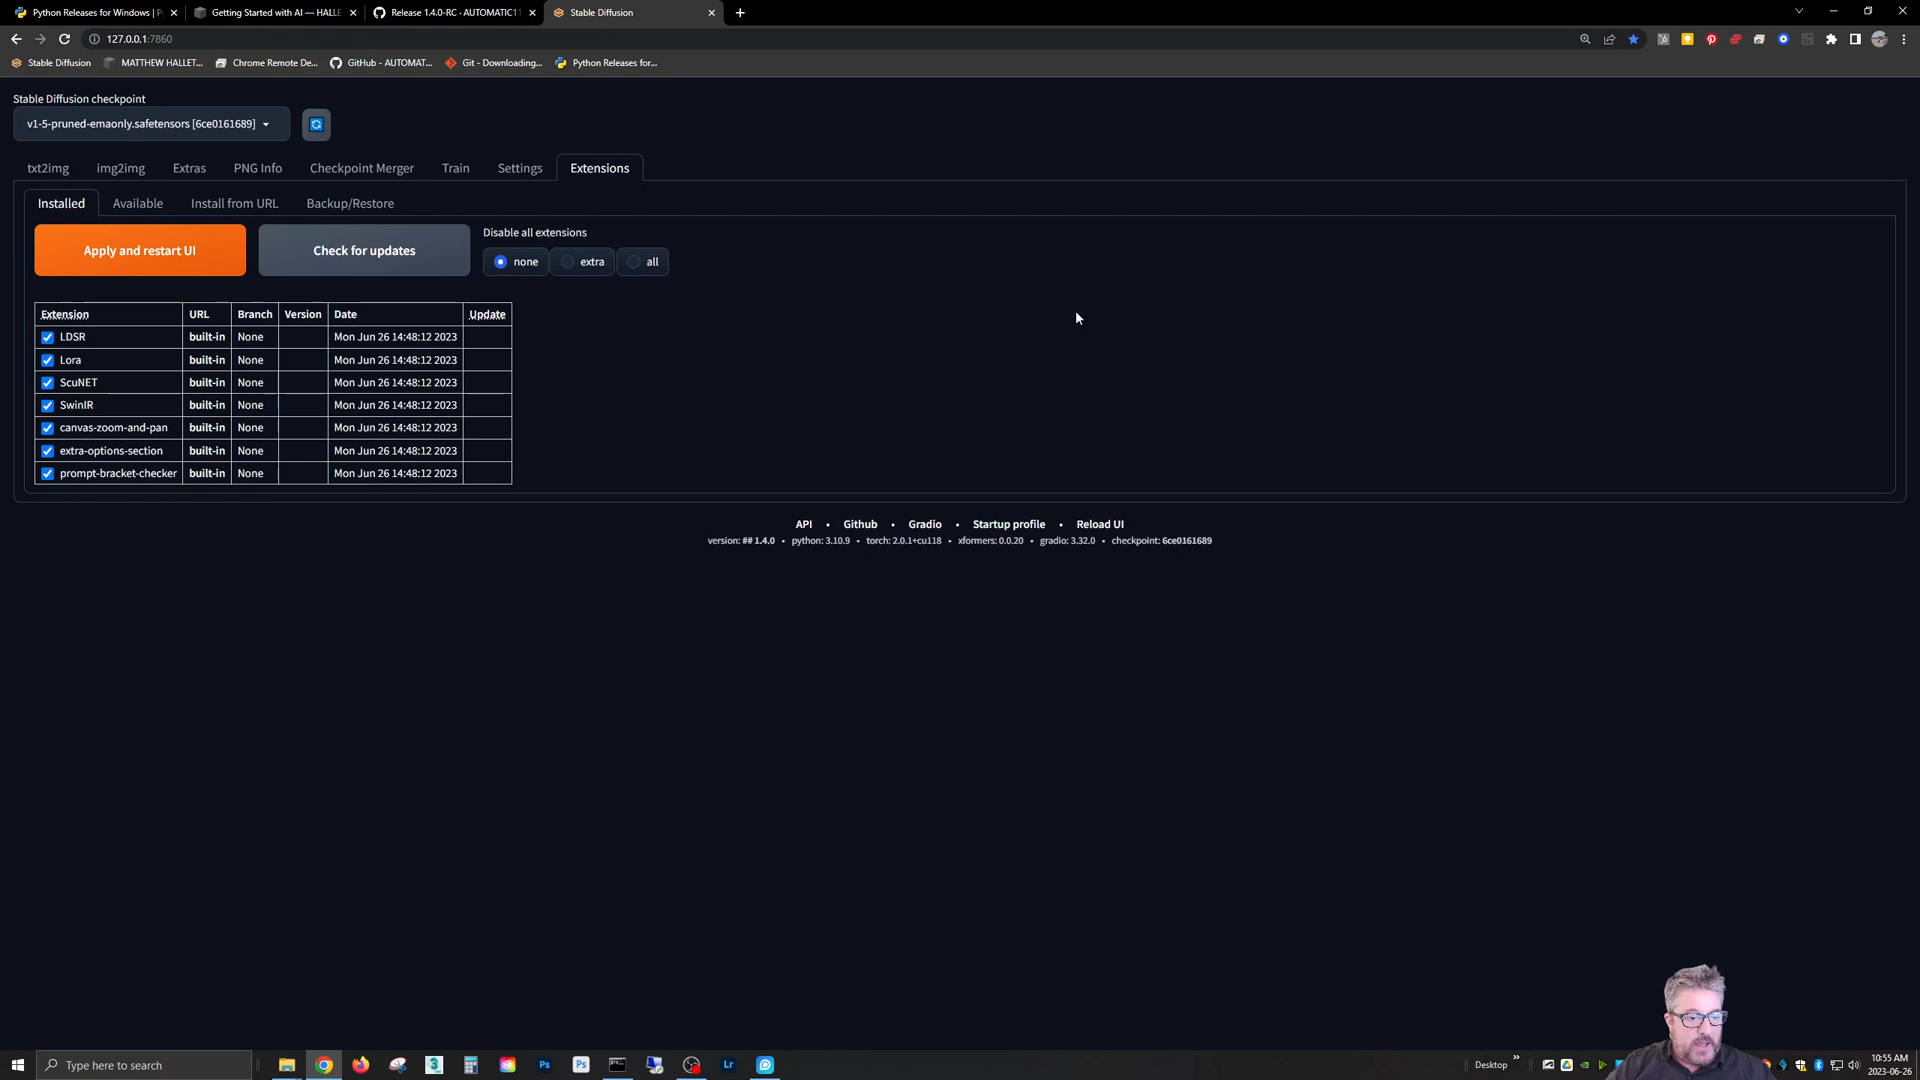 Python Releases for Windows | P
Getting Started with AI — HALLE
Release 1.4.0-RC · AUTOMATIC11
Stable Diffusion
127.0.0.1:7860
Stable Diffusion
MATTHEW HALLET...
Chrome Remote De...
GitHub - AUTOMAT...
Git - Downloading...
Python Releases for...
Stable Diffusion checkpoint
v1-5-pruned-emaonly.safetensors [6ce0161689]
txt2img
img2img
Extras
PNG Info
Checkpoint Merger
Train
Settings
Extensions
Installed
Available
Install from URL
Backup/Restore
Apply and restart UI
Check for updates
Disable all extensions
none
extra
all
Extension URL Branch Version Date Update
LDSR built-in None Mon Jun 26 14:48:12 2023
Lora built-in None Mon Jun 26 14:48:12 2023
ScuNET built-in None Mon Jun 26 14:48:12 2023
SwinIR built-in None Mon Jun 26 14:48:12 2023
canvas-zoom-and-pan built-in None Mon Jun 26 14:48:12 2023
extra-options-section built-in None Mon Jun 26 14:48:12 2023
prompt-bracket-checker built-in None Mon Jun 26 14:48:12 2023
API • Github • Gradio • Startup profile • Reload UI
version: ## 1.4.0 • python: 3.10.9 • torch: 2.0.1+cu118 • xformers: 0.0.20 • gradio: 3.32.0 • checkpoint: 6ce0161689
Type here to search
Ps
Ps
Lr
Desktop
10:55 AM
2023-06-26